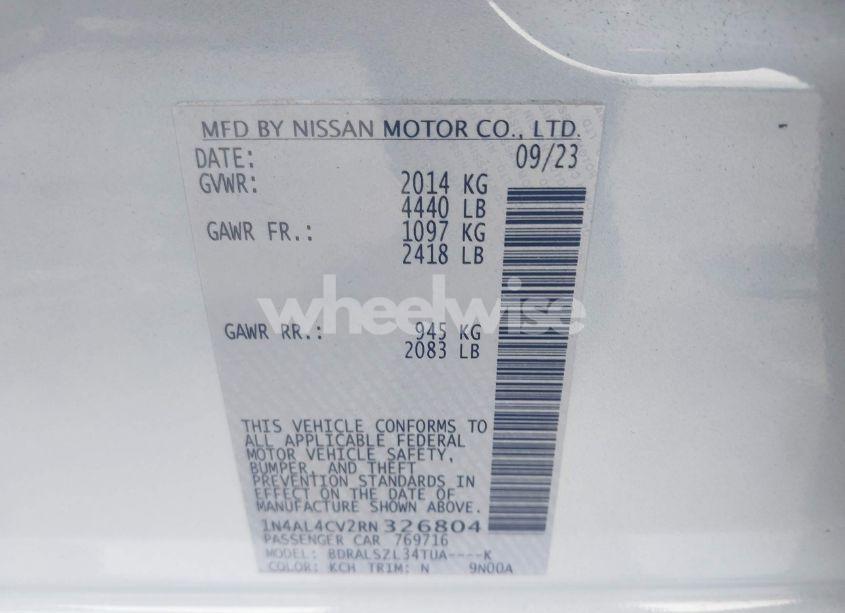 MFD BY NISSAN MOTOR CO., LTD.
DATE: 09/23
GVWR: 2014 KG
4440 LB
GAWR FR.: 1097 KG
2418 LB
wheelwise
GAWR RR.: 945 KG
2083 LB
THIS VEHICLE CONFORMS TO
ALL APPLICABLE FEDERAL
MOTOR VEHICLE SAFETY,
BUMPER, AND THEFT
PREVENTION STANDARDS IN
EFFECT ON THE DATE OF
MANUFACTURE SHOWN ABOVE.
1N4AL4CV2RN326804
PASSENGER CAR 769716
MODEL: BDRALSZL34TUA----K
COLOR: KCH TRIM: N 9N00A